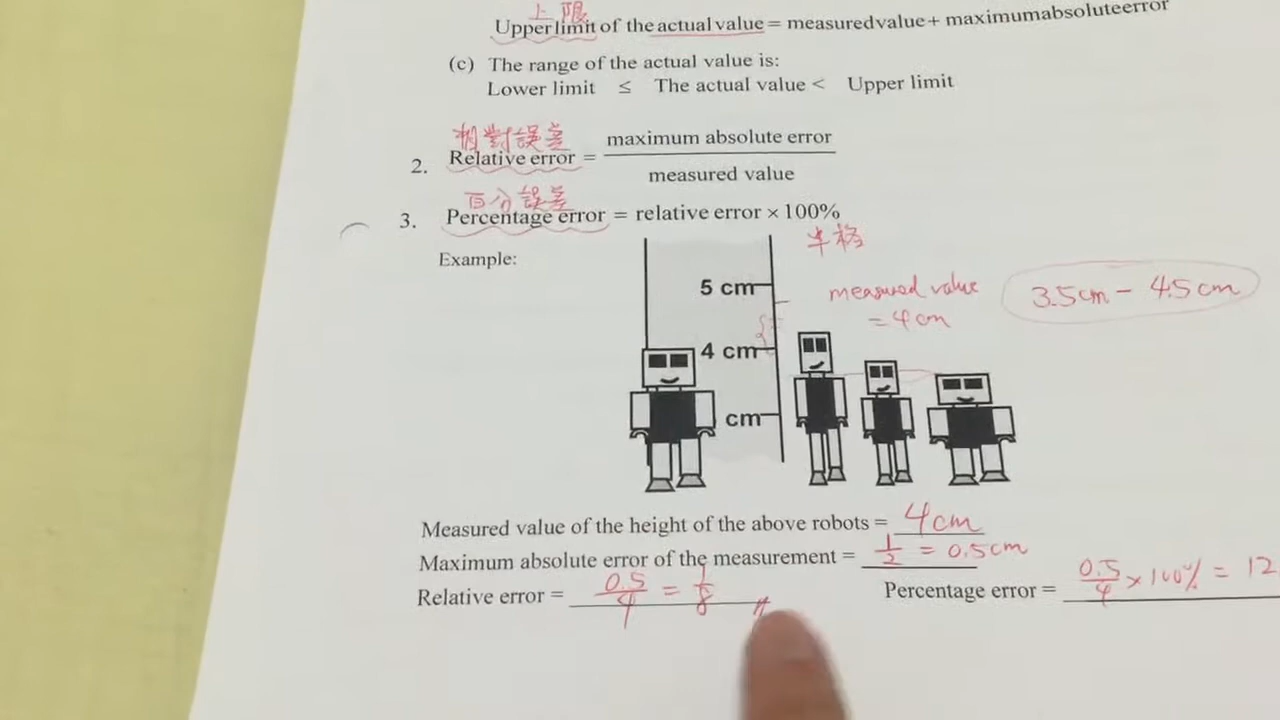 上限
Upper limit of the actual value = measured value + maximum absolute error
(c) The range of the actual value is:
Lower limit ≤ The actual value < Upper limit
相對誤差
2. Relative error = maximum absolute error
measured value
百分誤差
3. Percentage error = relative error × 100%
半格
Example:
5 cm
measured value
= 4 cm
3.5cm - 4.5cm
4 cm
cm
Measured value of the height of the above robots = 4cm
Maximum absolute error of the measurement = 1/2 = 0.5cm
Relative error = 0.5/4 = 1/8
Percentage error = 0.5/4 × 100% = 12